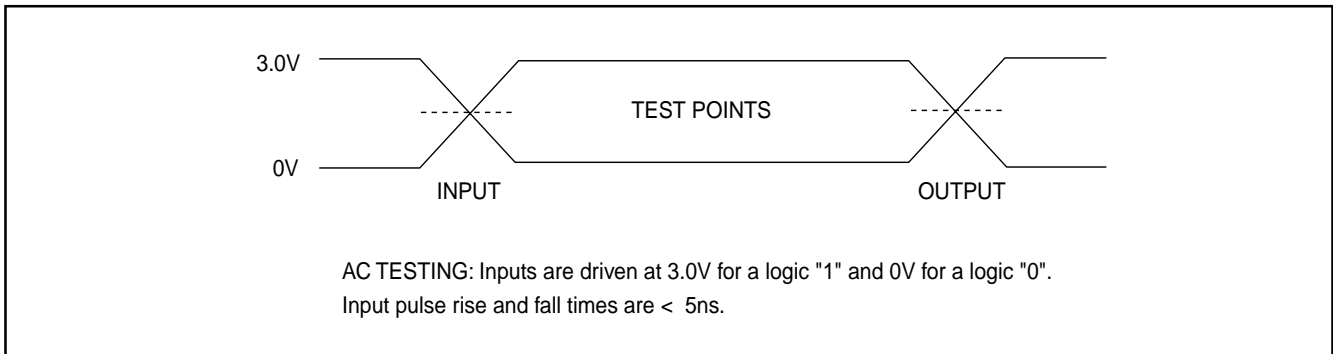 3.0V
TEST POINTS
0V
INPUT
OUTPUT
AC TESTING: Inputs are driven at 3.0V for a logic "1" and 0V for a logic "0".
Input pulse rise and fall times are < 5ns.